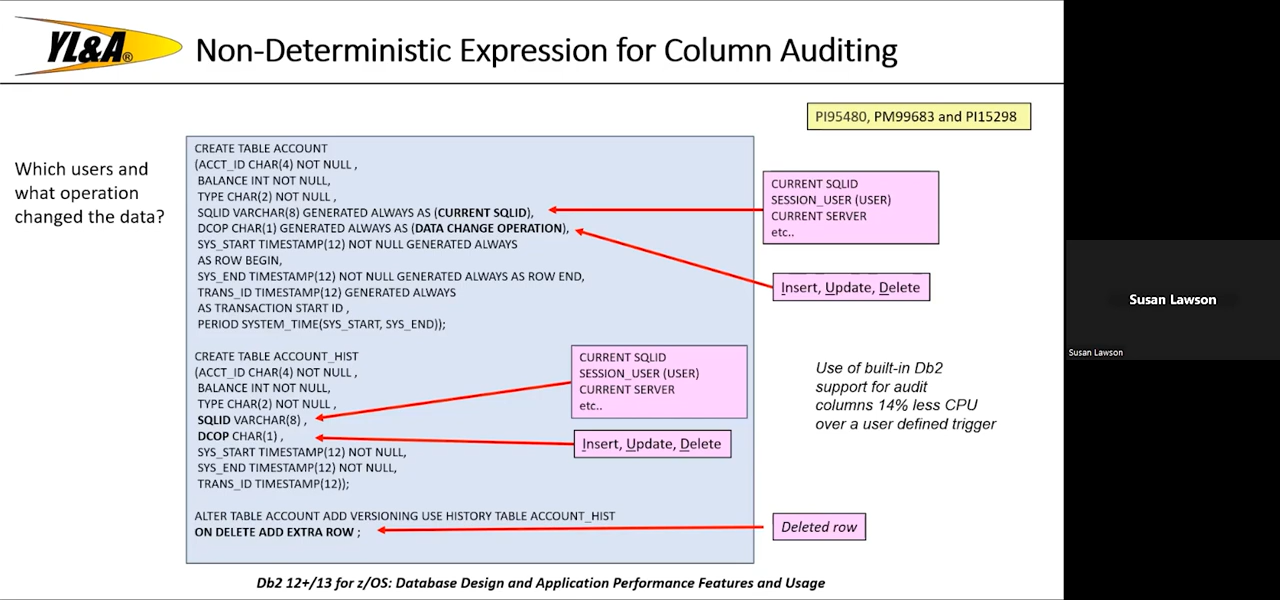 YL&A®
Non-Deterministic Expression for Column Auditing
PI95480, PM99683 and PI15298
Which users and
what operation
changed the data?
CREATE TABLE ACCOUNT
(ACCT_ID CHAR(4) NOT NULL ,
BALANCE INT NOT NULL,
TYPE CHAR(2) NOT NULL ,
SQLID VARCHAR(8) GENERATED ALWAYS AS (CURRENT SQLID),
DCOP CHAR(1) GENERATED ALWAYS AS (DATA CHANGE OPERATION),
SYS_START TIMESTAMP(12) NOT NULL GENERATED ALWAYS
AS ROW BEGIN,
SYS_END TIMESTAMP(12) NOT NULL GENERATED ALWAYS AS ROW END,
TRANS_ID TIMESTAMP(12) GENERATED ALWAYS
AS TRANSACTION START ID ,
PERIOD SYSTEM_TIME(SYS_START, SYS_END));
CURRENT SQLID
SESSION_USER (USER)
CURRENT SERVER
etc..
Insert, Update, Delete
CREATE TABLE ACCOUNT_HIST
(ACCT_ID CHAR(4) NOT NULL ,
BALANCE INT NOT NULL,
TYPE CHAR(2) NOT NULL ,
SQLID VARCHAR(8) ,
DCOP CHAR(1) ,
SYS_START TIMESTAMP(12) NOT NULL,
SYS_END TIMESTAMP(12) NOT NULL,
TRANS_ID TIMESTAMP(12));
CURRENT SQLID
SESSION_USER (USER)
CURRENT SERVER
etc..
Insert, Update, Delete
Use of built-in Db2
support for audit
columns 14% less CPU
over a user defined trigger
ALTER TABLE ACCOUNT ADD VERSIONING USE HISTORY TABLE ACCOUNT_HIST
ON DELETE ADD EXTRA ROW ;
Deleted row
Db2 12+/13 for z/OS: Database Design and Application Performance Features and Usage
Susan Lawson
Susan Lawson